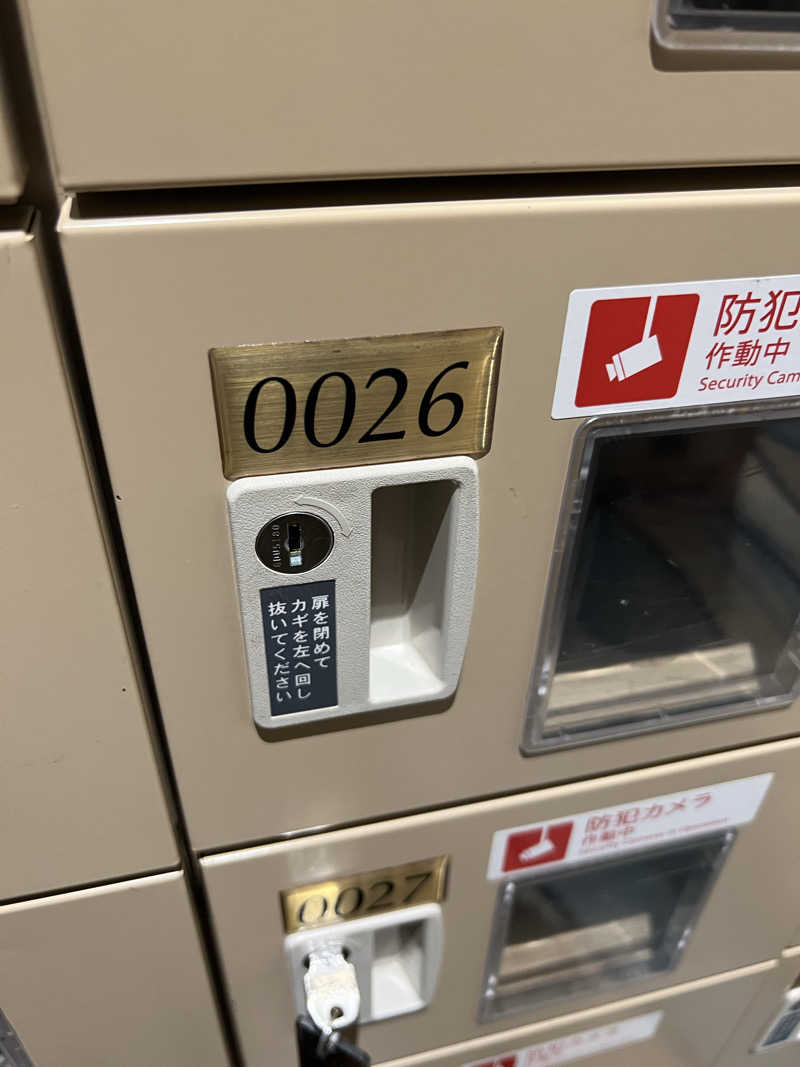 0026
防犯
作動中
Security Cam
扉を閉めて
カギを左へ回し
抜いてください
防犯カメラ
作動中
0027